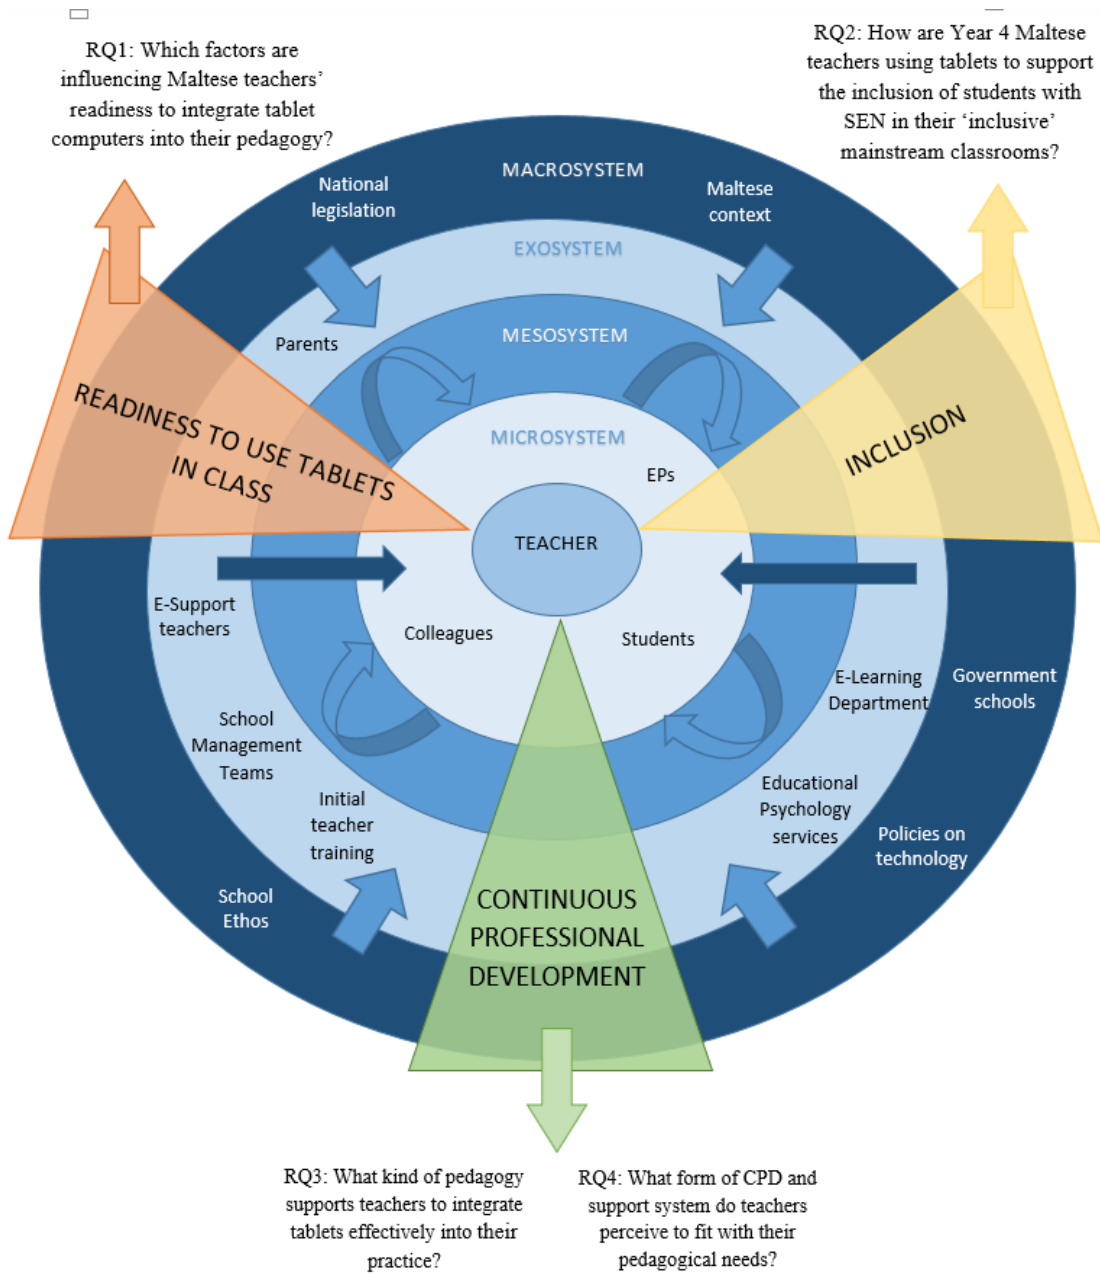 RQ1: Which factors are
influencing Maltese teachers’
readiness to integrate tablet
computers into their pedagogy?
RQ2: How are Year 4 Maltese
teachers using tablets to support
the inclusion of students with
SEN in their ‘inclusive’
mainstream classrooms?
MACROSYSTEM
National
legislation
Maltese
context
EXOSYSTEM
Parents
MESOSYSTEM
READINESS TO USE TABLETS
IN CLASS
INCLUSION
MICROSYSTEM
EPs
TEACHER
E-Support
teachers
Colleagues
Students
E-Learning
Department
Government
schools
School
Management
Teams
Initial
teacher
training
Educational
Psychology
services
Policies on
technology
School
Ethos
CONTINUOUS
PROFESSIONAL
DEVELOPMENT
RQ3: What kind of pedagogy
supports teachers to integrate
tablets effectively into their
practice?
RQ4: What form of CPD and
support system do teachers
perceive to fit with their
pedagogical needs?